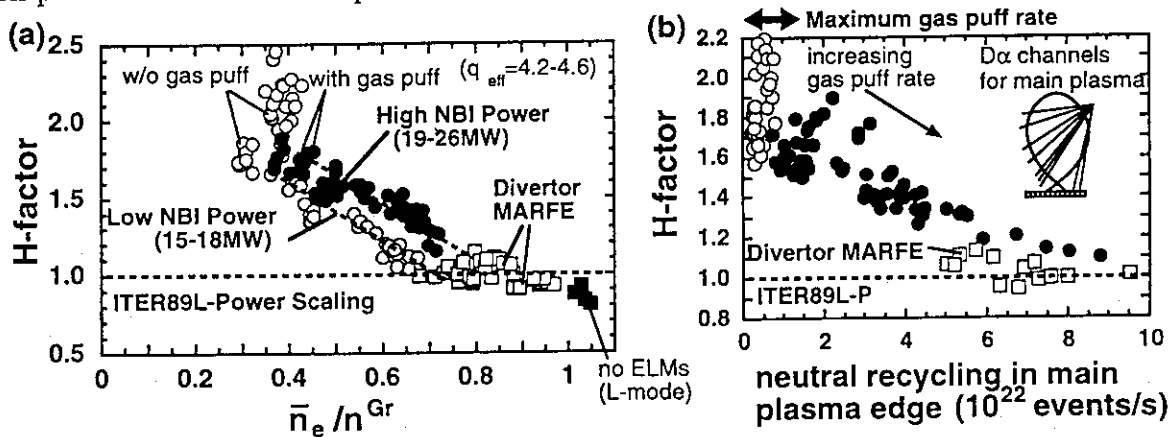 (a)
2.5
2.0
1.5
1.0
0.5
H-factor
w/o gas puff
with gas puff
(q eff=4.2-4.6)
High NBI Power
(19-26MW)
Low NBI Power
(15-18MW)
Divertor
MARFE
ITER89L-Power Scaling
no ELMs
(L-mode)
0 0.2 0.4 0.6 0.8 1
n̄e /nGr
(b)
Maximum gas puff rate
2.2
2.0
1.8
1.6
1.4
1.2
1.0
0.8
H-factor
increasing
gas puff rate
Dα channels
for main plasma
Divertor MARFE
ITER89L-P
0 2 4 6 8 10
neutral recycling in main
plasma edge (10²² events/s)